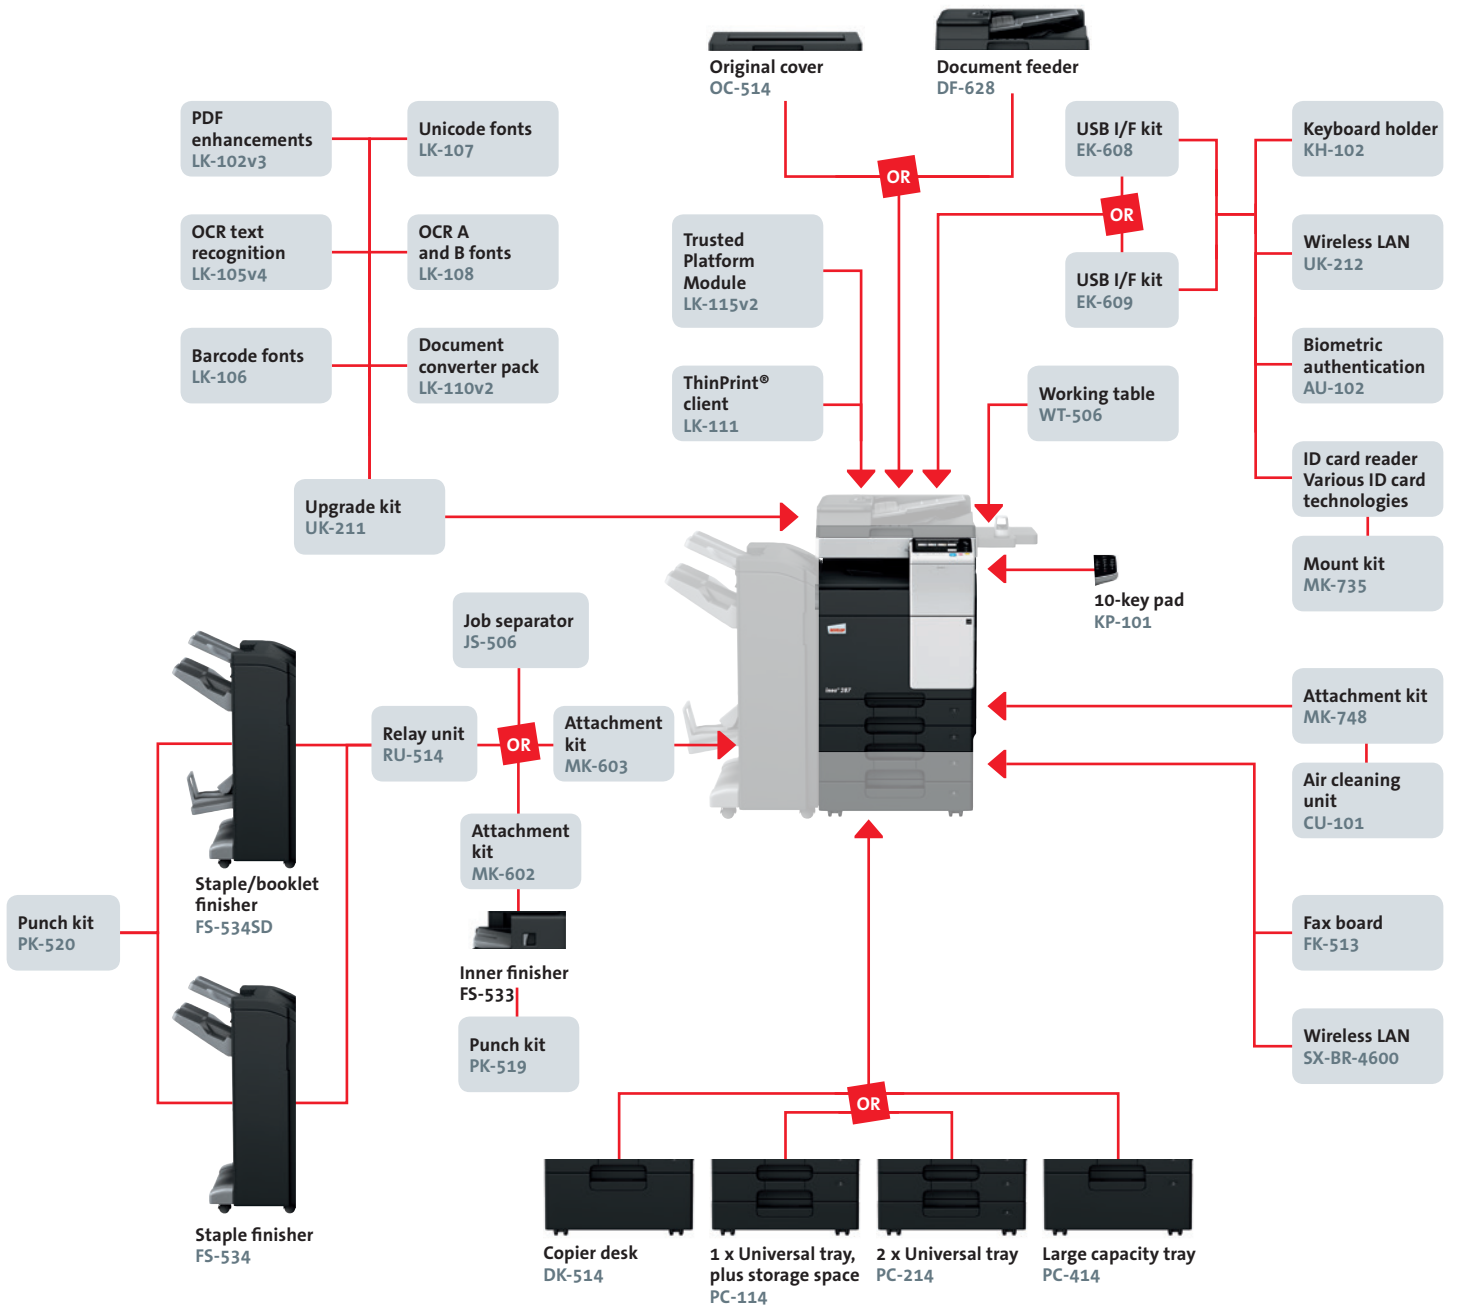 Original cover
OC-514
Document feeder
DF-628
PDF
enhancements
LK-102v3
Unicode fonts
LK-107
USB I/F kit
EK-608
Keyboard holder
KH-102
OR
OR
OCR text
recognition
LK-105v4
OCR A
and B fonts
LK-108
Trusted
Platform
Module
LK-115v2
Wireless LAN
UK-212
USB I/F kit
EK-609
Barcode fonts
LK-106
Document
converter pack
LK-110v2
Biometric
authentication
AU-102
ThinPrint®
client
LK-111
Working table
WT-506
ID card reader
Various ID card
technologies
Upgrade kit
UK-211
Mount kit
MK-735
10-key pad
KP-101
Job separator
JS-506
ineo+ 287
Attachment kit
MK-748
Relay unit
RU-514
OR
Attachment
kit
MK-603
Air cleaning
unit
CU-101
Attachment
kit
MK-602
Staple/booklet
finisher
FS-534SD
Punch kit
PK-520
Fax board
FK-513
Inner finisher
FS-533
Punch kit
PK-519
Wireless LAN
SX-BR-4600
OR
Staple finisher
FS-534
Copier desk
DK-514
1 x Universal tray,
plus storage space
PC-114
2 x Universal tray
PC-214
Large capacity tray
PC-414